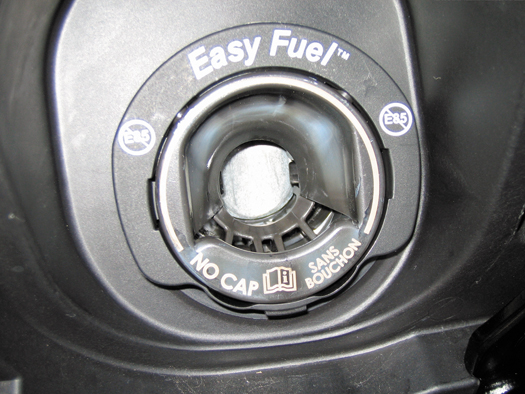 Easy Fuel™
E85
E85
NO CAP
SANS
BOUCHON